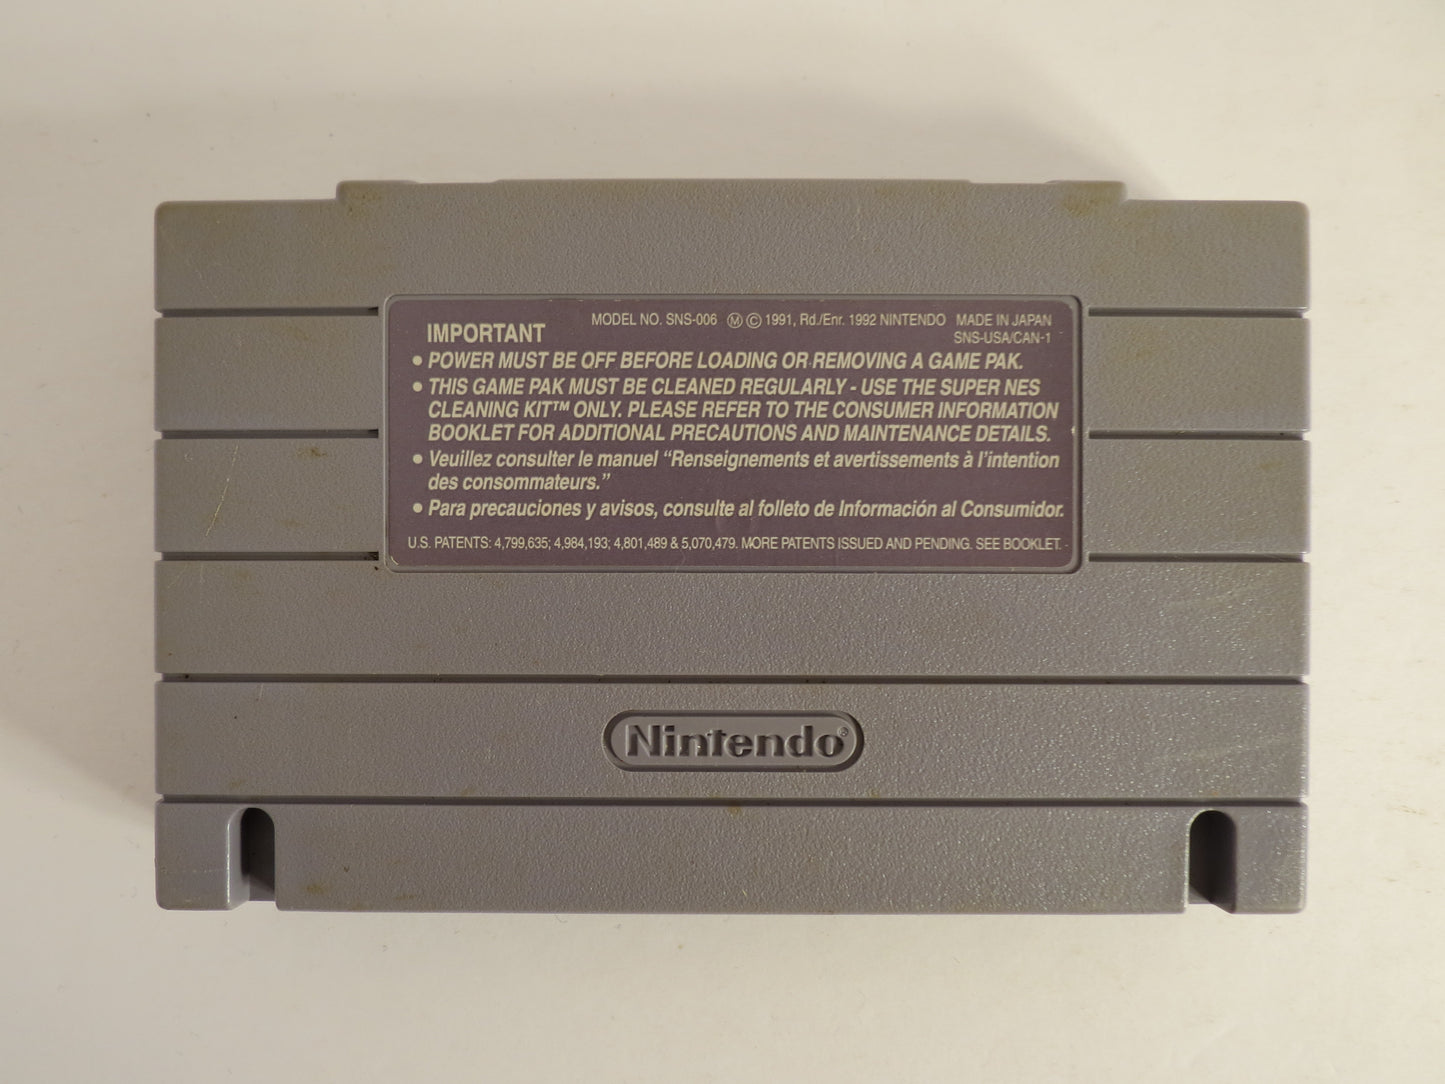 IMPORTANT MODEL NO. SNS-006 Ⓜ © 1991, Rd./Enr. 1992 NINTENDO MADE IN JAPAN
SNS-USA/CAN-1
• POWER MUST BE OFF BEFORE LOADING OR REMOVING A GAME PAK.
• THIS GAME PAK MUST BE CLEANED REGULARLY - USE THE SUPER NES
CLEANING KIT™ ONLY. PLEASE REFER TO THE CONSUMER INFORMATION
BOOKLET FOR ADDITIONAL PRECAUTIONS AND MAINTENANCE DETAILS.
• Veuillez consulter le manuel “Renseignements et avertissements à l’intention
des consommateurs.”
• Para precauciones y avisos, consulte al folleto de Información al Consumidor.
U.S. PATENTS: 4,799,635; 4,984,193; 4,801,489 & 5,070,479. MORE PATENTS ISSUED AND PENDING. SEE BOOKLET.
Nintendo®